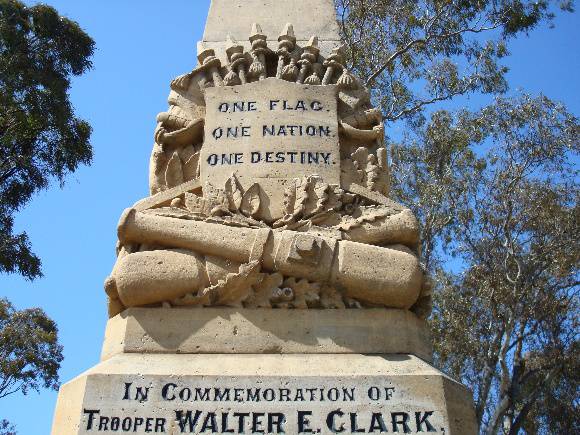 ONE FLAG.
ONE NATION.
ONE DESTINY.
IN COMMEMORATION OF
TROOPER WALTER E. CLARK.